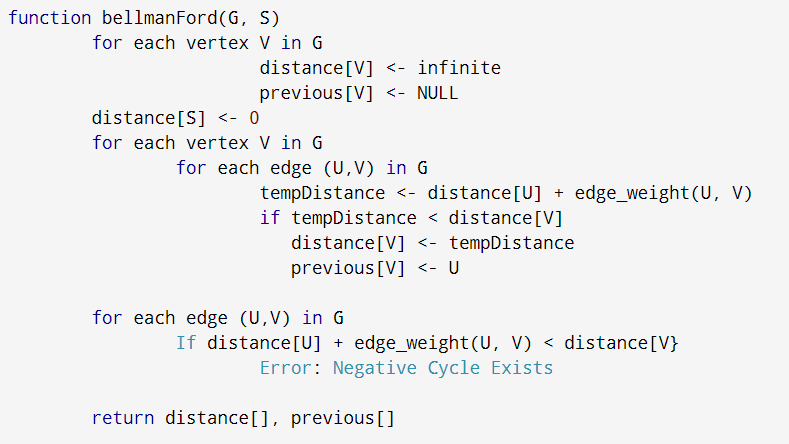 function bellmanFord(G, S)
for each vertex V in G
distance[V] <- infinite
previous[V] <- NULL
distance[S] <- 0
for each vertex V in G
for each edge (U,V) in G
tempDistance <- distance[U] + edge_weight(U, V)
if tempDistance < distance[V]
distance[V] <- tempDistance
previous[V] <- U
for each edge (U,V) in G
If distance[U] + edge_weight(U, V) < distance[V}
Error: Negative Cycle Exists
return distance[], previous[]